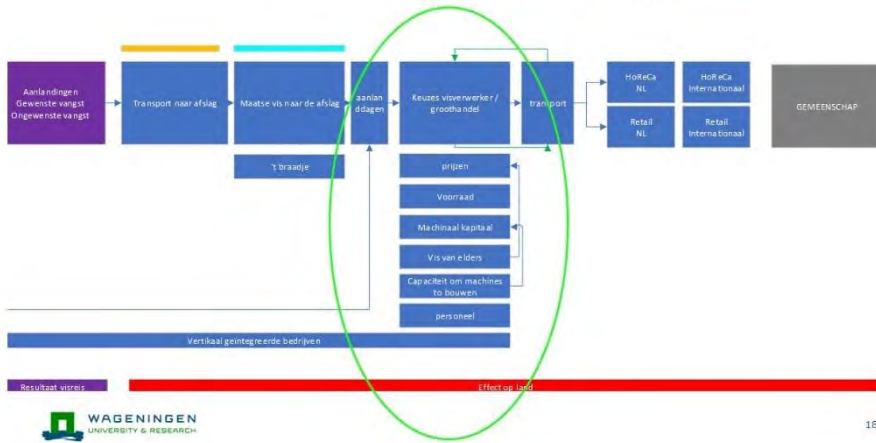 Aanlandingen
Gewenste vangst
Ongewenste vangst
Transport naar afslag
Maatse vis naar de afslag
aanlan
ddagen
Keuzes visverwerker /
groothandel
transport
HoReCa
NL
HoReCa
Internationaal
Retail
NL
Retail
Internationaal
GEMEENSCHAP
't braadje
prijzen
Voorraad
Machinaal kapitaal
Vis van elders
Capaciteit om machines
to bouwen
personeel
Vertikaal geïntegreerde bedrijven
Resultaat visreis
Effect op land
WAGENINGEN
UNIVERSITY & RESEARCH
18